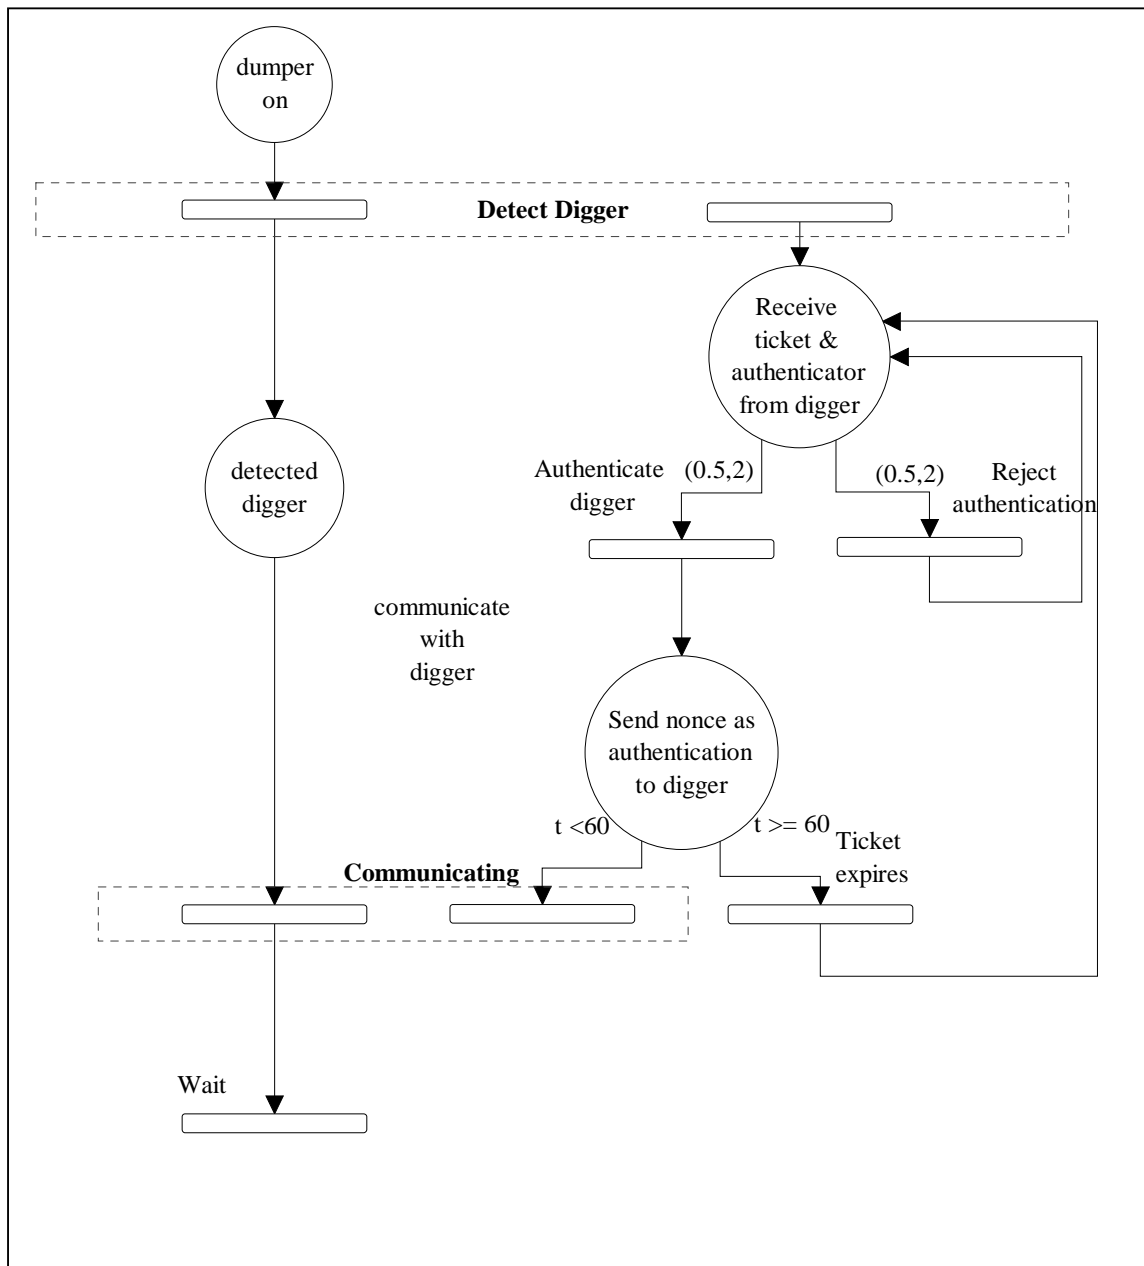 dumper
on
Detect Digger
Receive
ticket &
authenticator
from digger
Authenticate
digger
(0.5,2)
(0.5,2)
Reject
authentication
detected
digger
communicate
with
digger
Send nonce as
authentication
to digger
t <60
t >= 60
Ticket
expires
Communicating
Wait